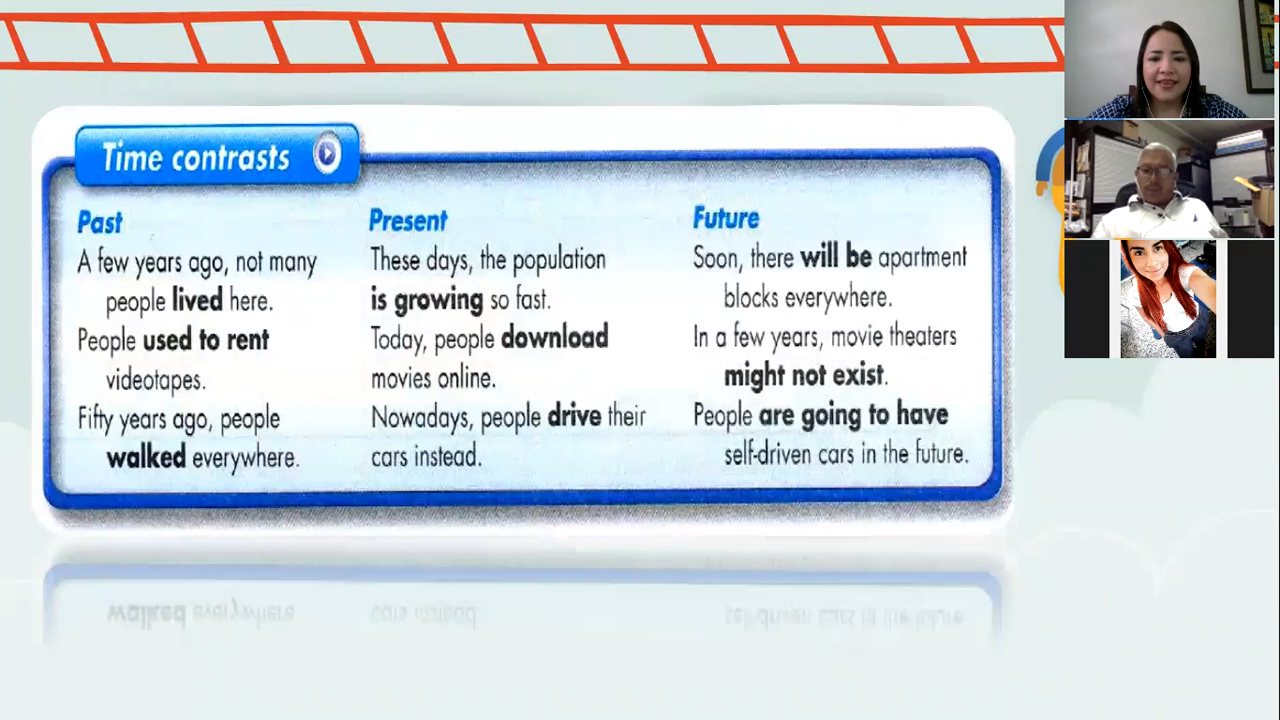 Time contrasts
Past
A few years ago, not many
people lived here.
People used to rent
videotapes.
Fifty years ago, people
walked everywhere.
Present
These days, the population
is growing so fast.
Today, people download
movies online.
Nowadays, people drive their
cars instead.
Future
Soon, there will be apartment
blocks everywhere.
In a few years, movie theaters
might not exist.
People are going to have
self-driven cars in the future.